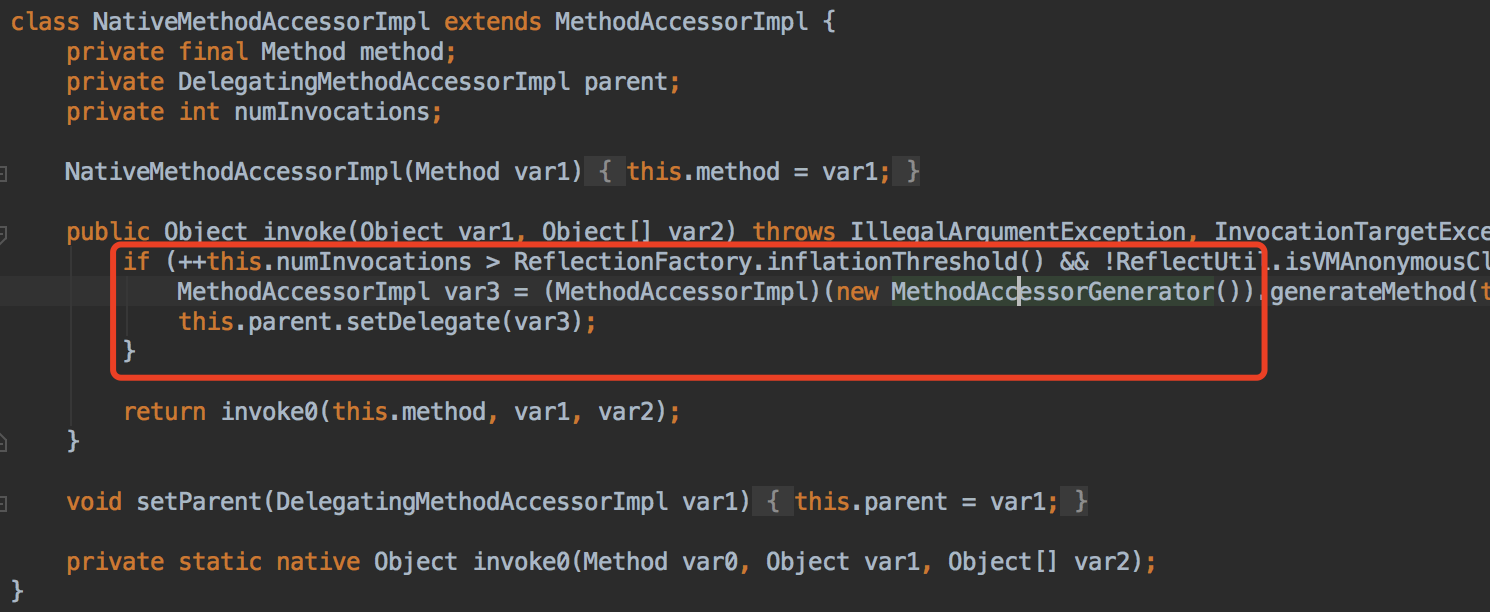 class NativeMethodAccessorImpl extends MethodAccessorImpl {
private final Method method;
private DelegatingMethodAccessorImpl parent;
private int numInvocations;
NativeMethodAccessorImpl(Method var1) { this.method = var1; }
public Object invoke(Object var1, Object[] var2) throws IllegalArgumentException, InvocationTargetExce
if (++this.numInvocations > ReflectionFactory.inflationThreshold() && !ReflectUtil.isVMAnonymousCl
MethodAccessorImpl var3 = (MethodAccessorImpl)(new MethodAccessorGenerator()).generateMethod(t
this.parent.setDelegate(var3);
}
return invoke0(this.method, var1, var2);
}
void setParent(DelegatingMethodAccessorImpl var1) { this.parent = var1; }
private static native Object invoke0(Method var0, Object var1, Object[] var2);
}